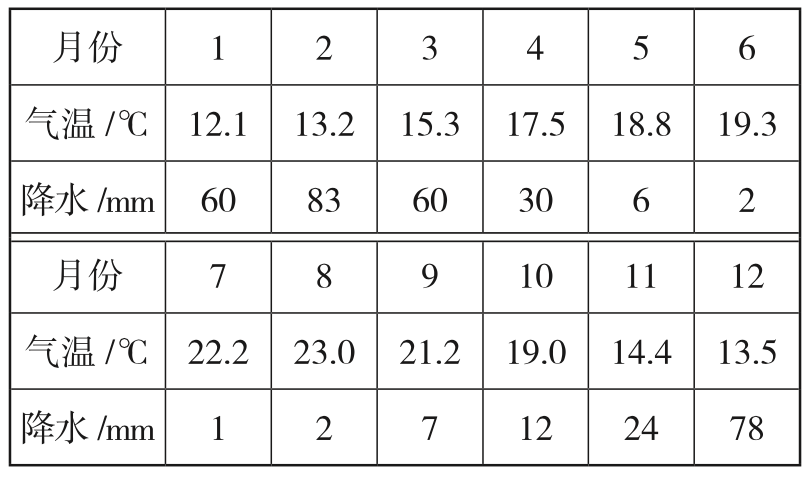 月份 1 2 3 4 5 6
气温/℃ 12.1 13.2 15.3 17.5 18.8 19.3
降水/mm 60 83 60 30 6 2
月份 7 8 9 10 11 12
气温/℃ 22.2 23.0 21.2 19.0 14.4 13.5
降水/mm 1 2 7 12 24 78